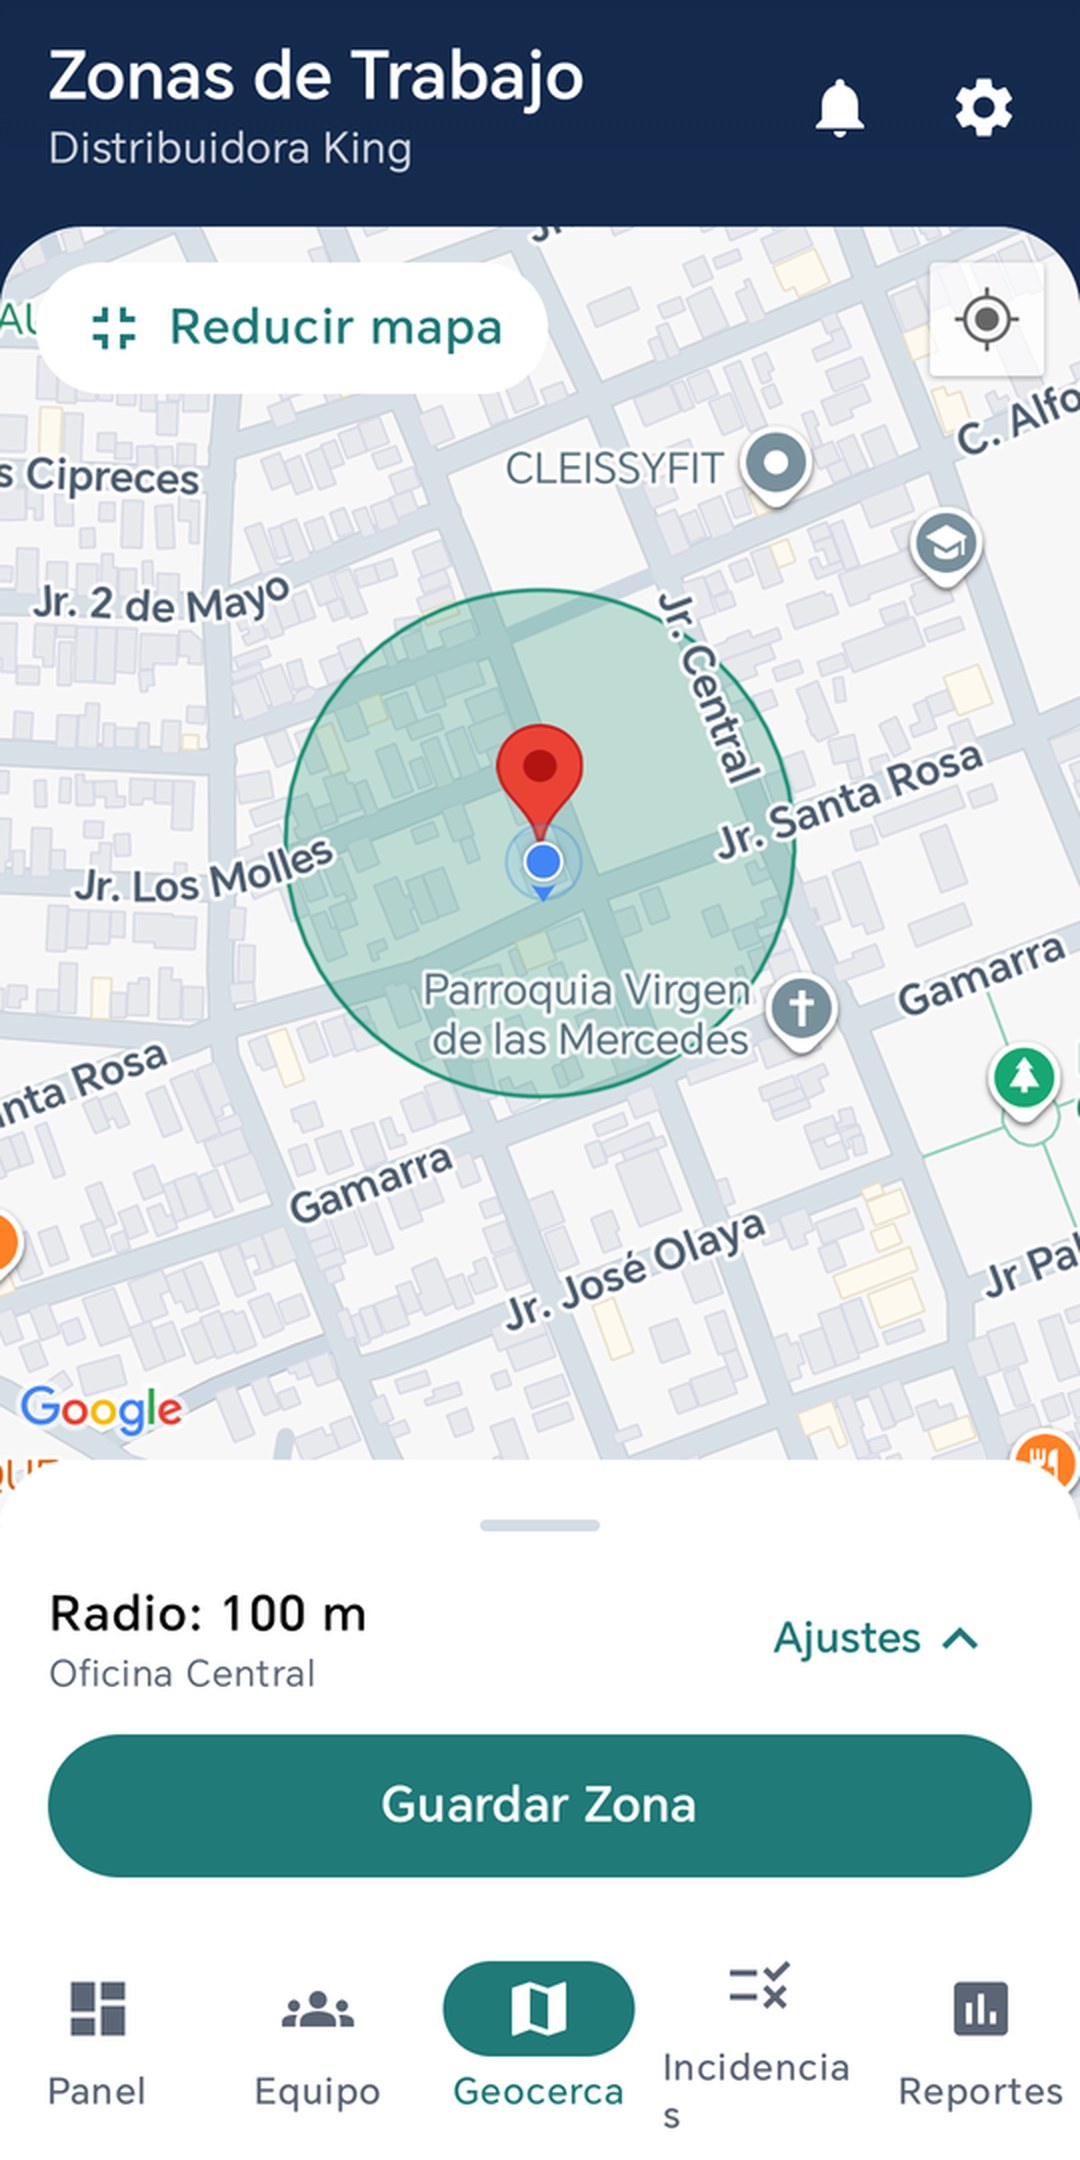 Zonas de Trabajo
Distribuidora King
Reducir mapa
CLEISSYFIT
C. Alfo
s Cipreces
Jr. 2 de Mayo
Jr. Central
Jr. Santa Rosa
Jr. Los Molles
Parroquia Virgen
de las Mercedes
Gamarra
nta Rosa
Gamarra
Jr. José Olaya
Jr Pal
Google
Radio: 100 m
Oficina Central
Ajustes
Guardar Zona
Panel
Equipo
Geocerca
Incidencia
s
Reportes